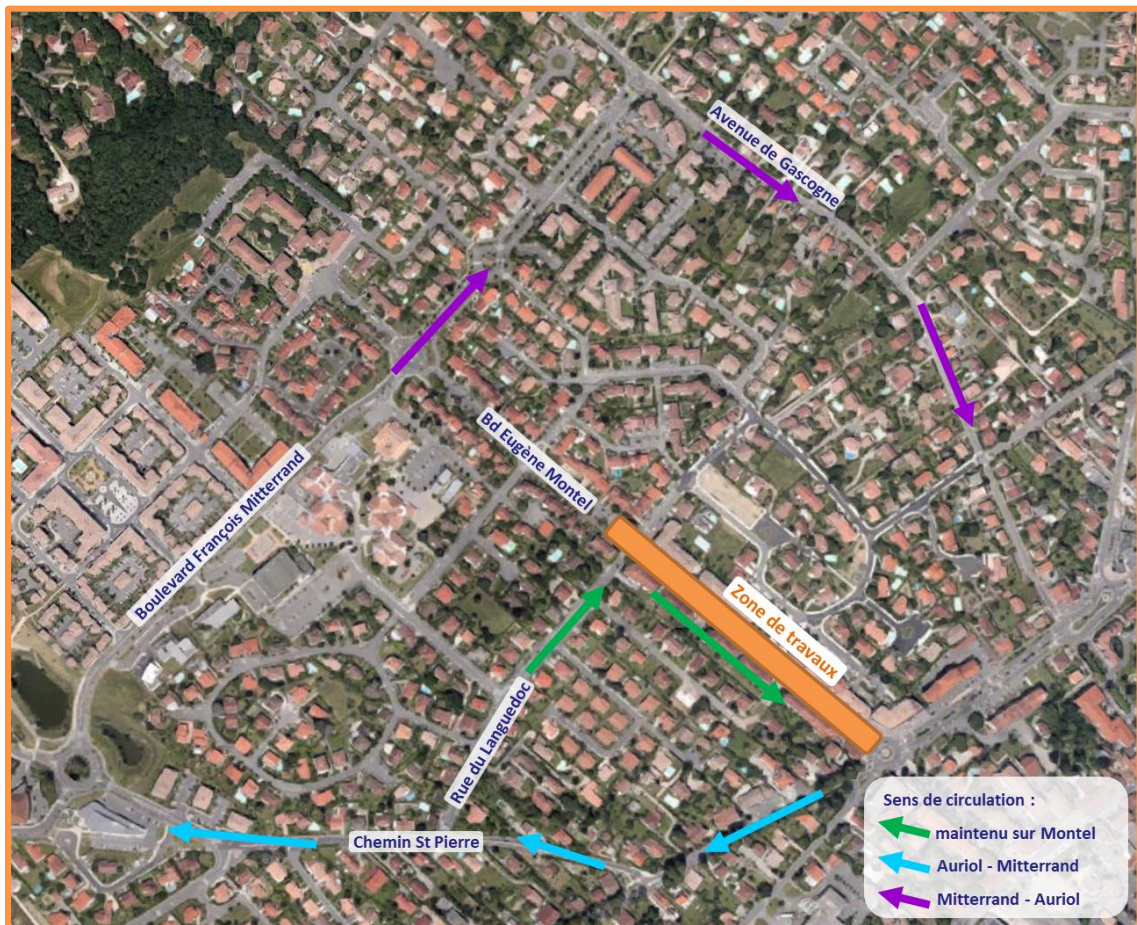 Avenue de Gascogne
Bd Eugène Montel
Boulevard François Mitterrand
Zone de travaux
Rue du Languedoc
Chemin St Pierre
Sens de circulation :
maintenu sur Montel
Auriol - Mitterrand
Mitterrand - Auriol